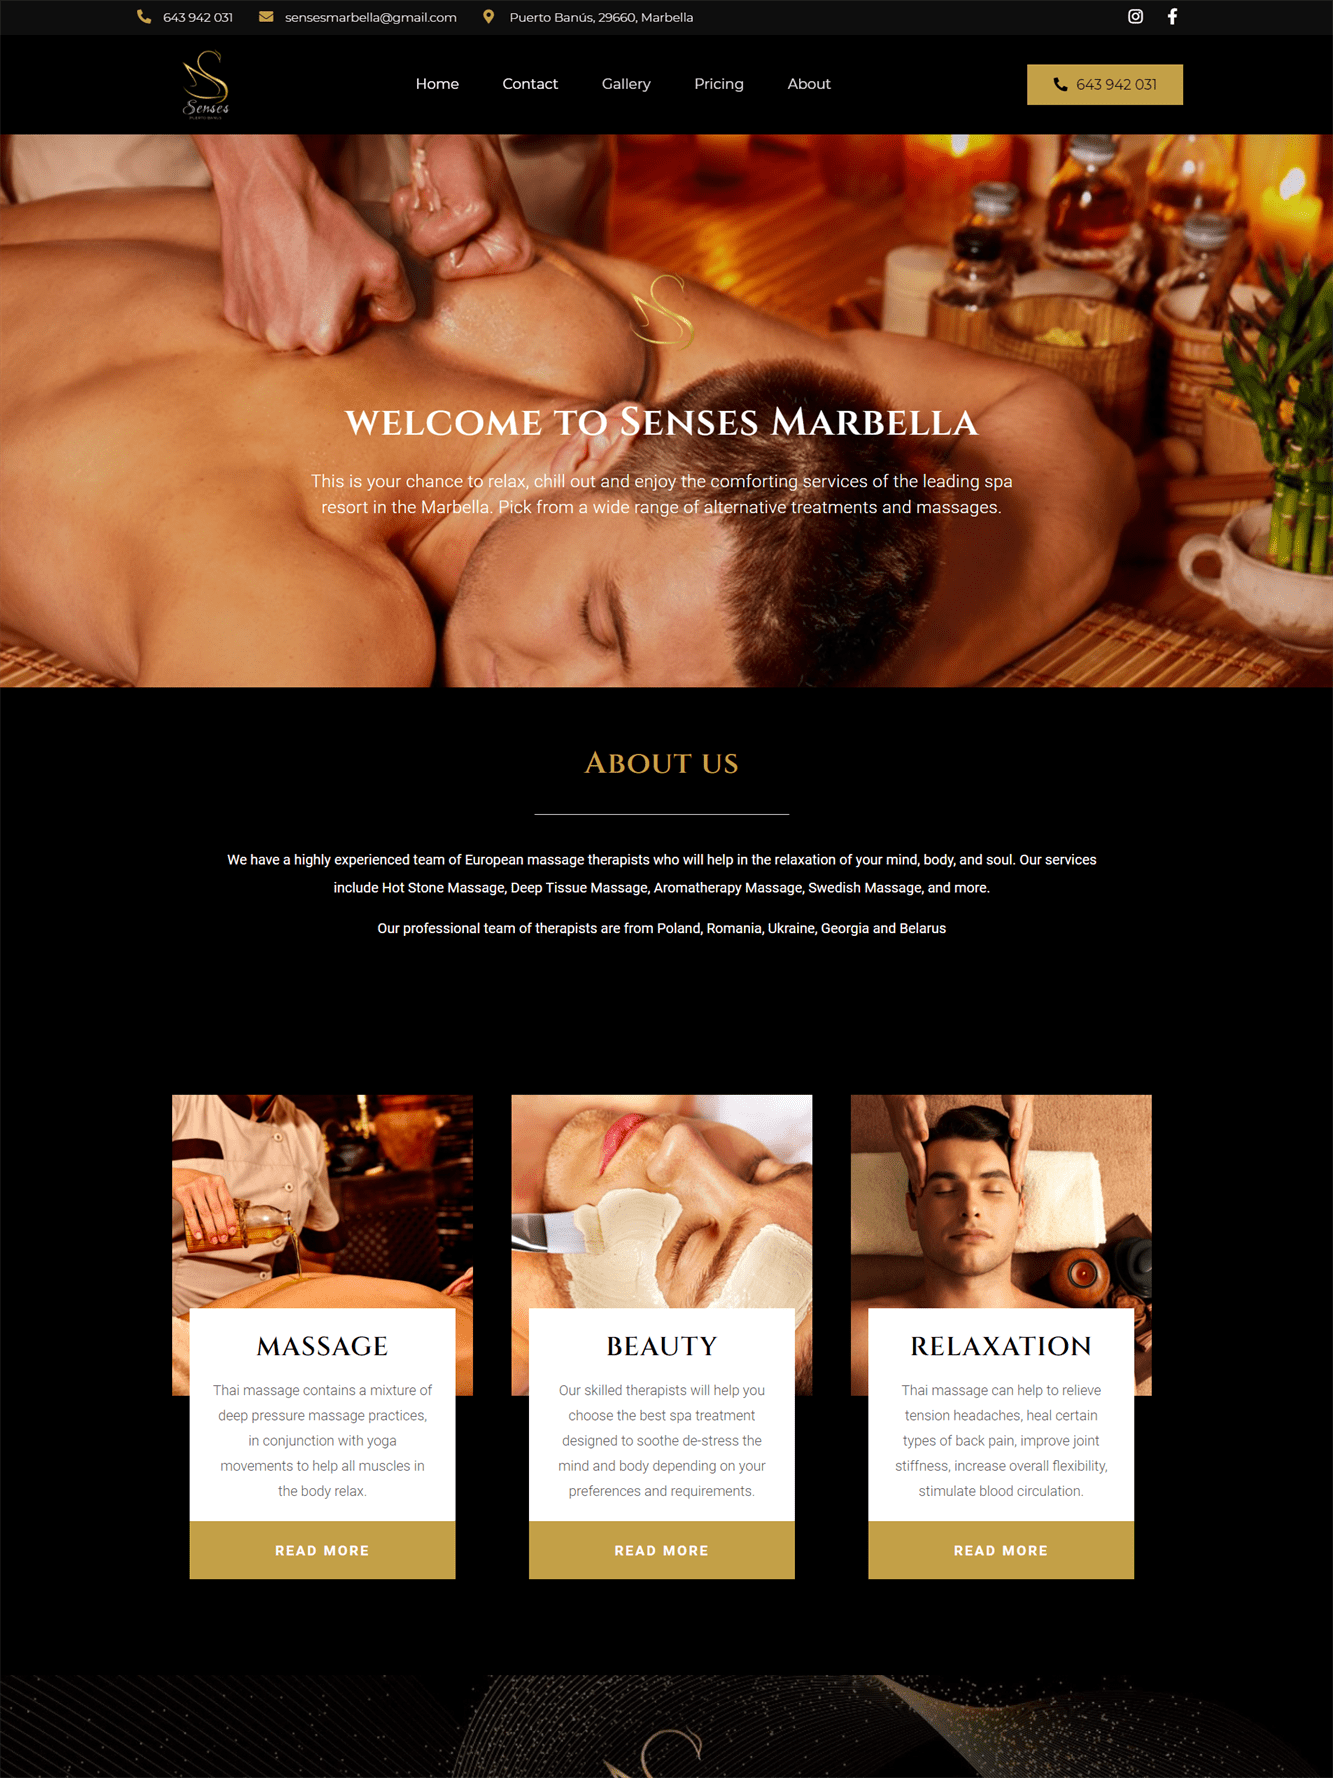 643 942 031
sensesmarbella@gmail.com
Puerto Banús, 29660, Marbella
Senses
Home
Contact
Gallery
Pricing
About
643 942 031
WELCOME TO SENSES MARBELLA
This is your chance to relax, chill out and enjoy the comforting services of the leading spa
resort in the Marbella. Pick from a wide range of alternative treatments and massages.
ABOUT US
We have a highly experienced team of European massage therapists who will help in the relaxation of your mind, body, and soul. Our services
include Hot Stone Massage, Deep Tissue Massage, Aromatherapy Massage, Swedish Massage, and more.
Our professional team of therapists are from Poland, Romania, Ukraine, Georgia and Belarus
MASSAGE
Thai massage contains a mixture of
deep pressure massage practices,
in conjunction with yoga
movements to help all muscles in
the body relax.
READ MORE
BEAUTY
Our skilled therapists will help you
choose the best spa treatment
designed to soothe de-stress the
mind and body depending on your
preferences and requirements.
READ MORE
RELAXATION
Thai massage can help to relieve
tension headaches, heal certain
types of back pain, improve joint
stiffness, increase overall flexibility,
stimulate blood circulation.
READ MORE